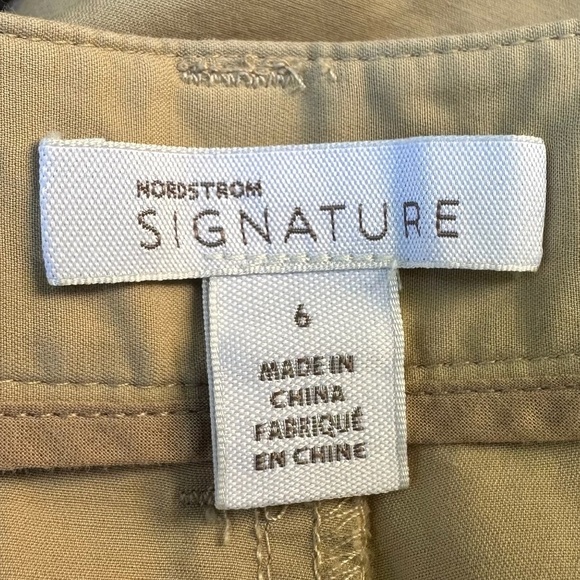 NORDSTROM
SIGNATURE
6
MADE IN
CHINA
FABRIQUÉ
EN CHINE